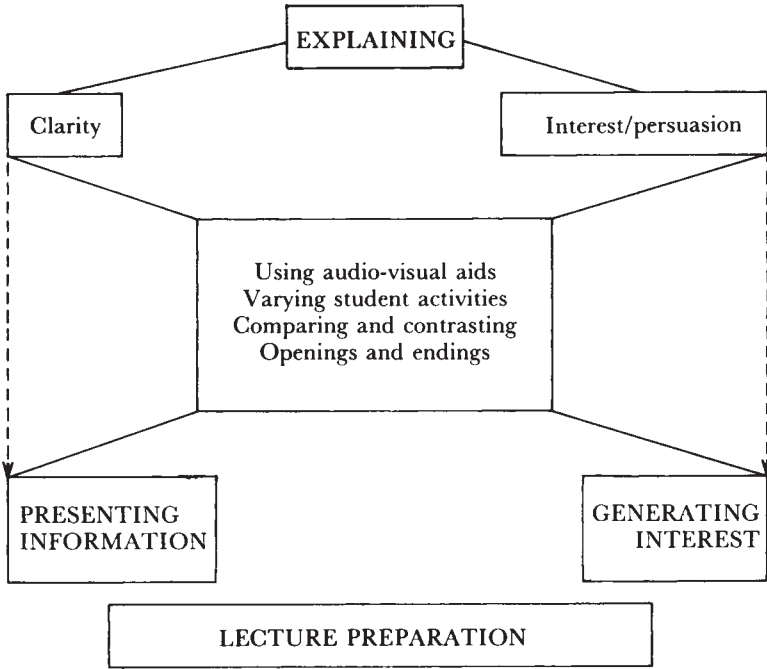 EXPLAINING
Clarity
Interest/persuasion
Using audio-visual aids
Varying student activities
Comparing and contrasting
Openings and endings
PRESENTING
INFORMATION
GENERATING
INTEREST
LECTURE PREPARATION